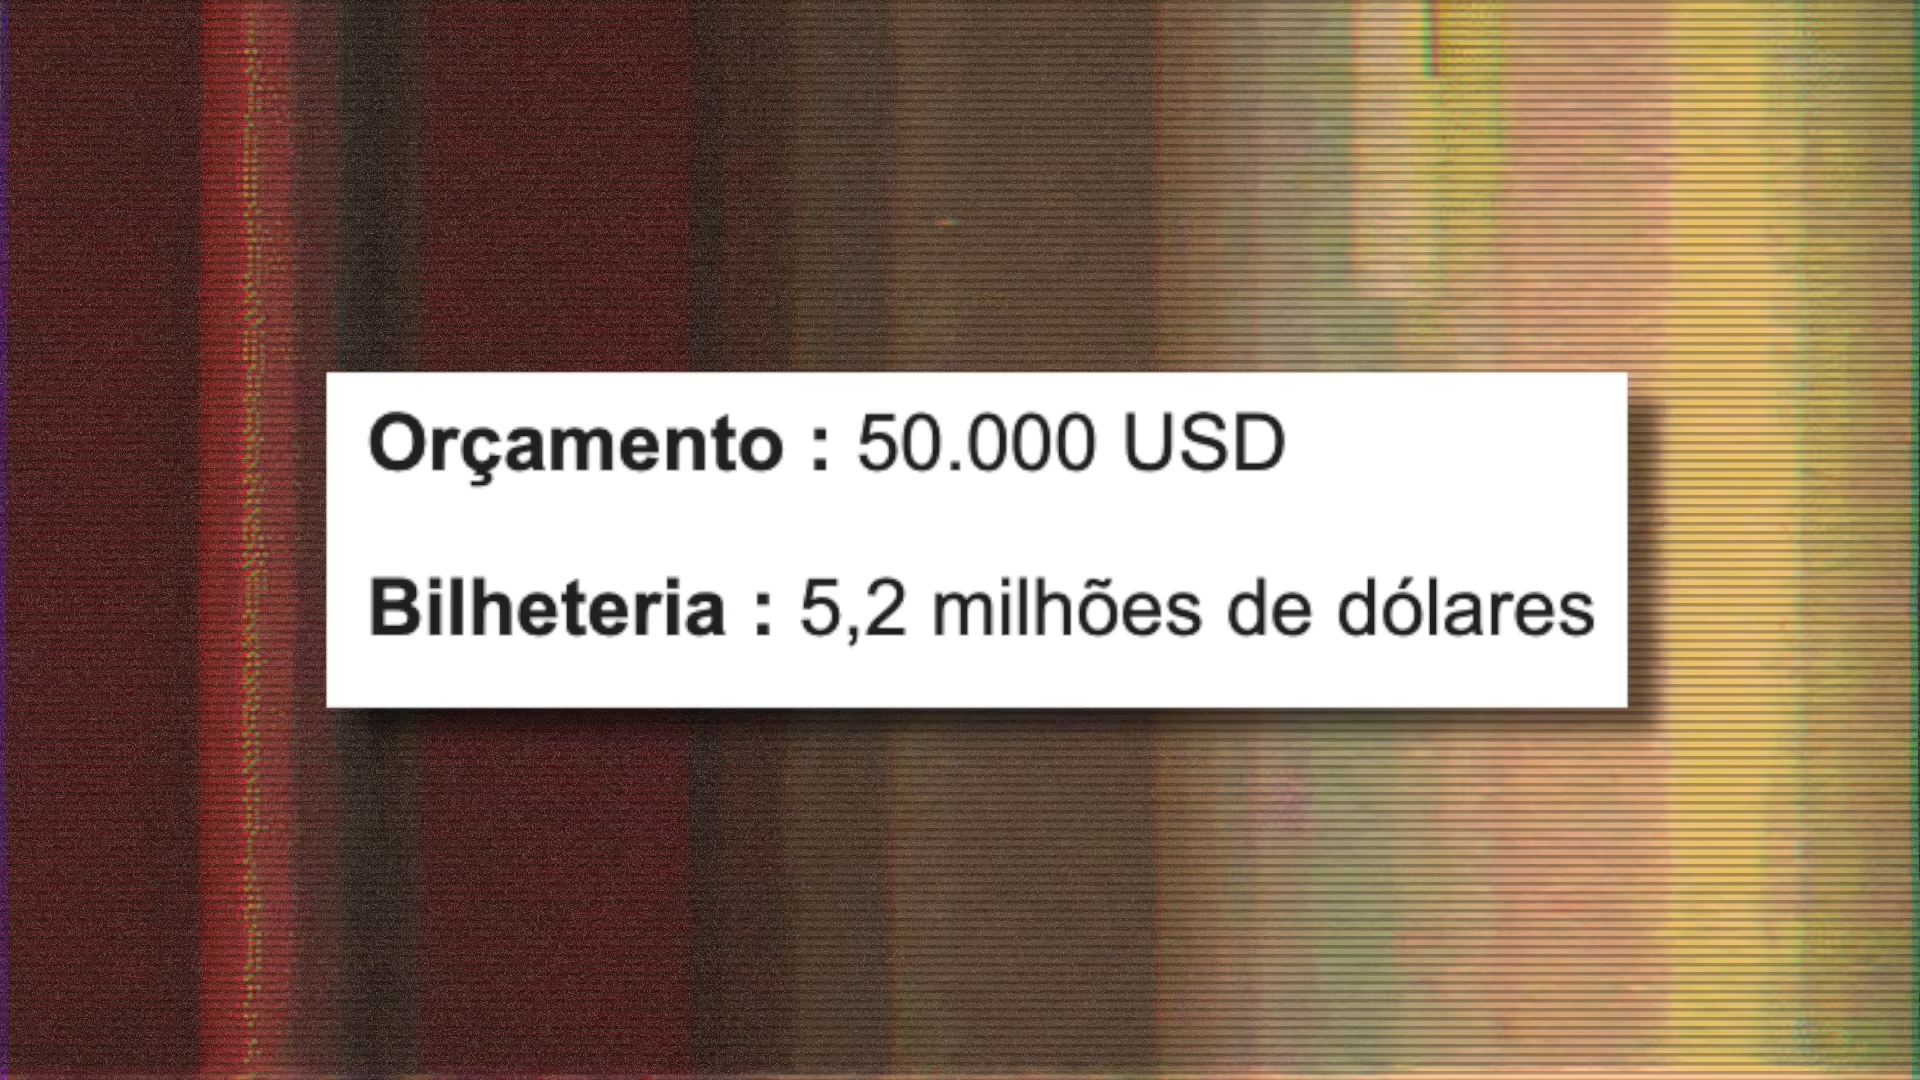 Orçamento : 50.000 USD
Bilheteria : 5,2 milhões de dólares